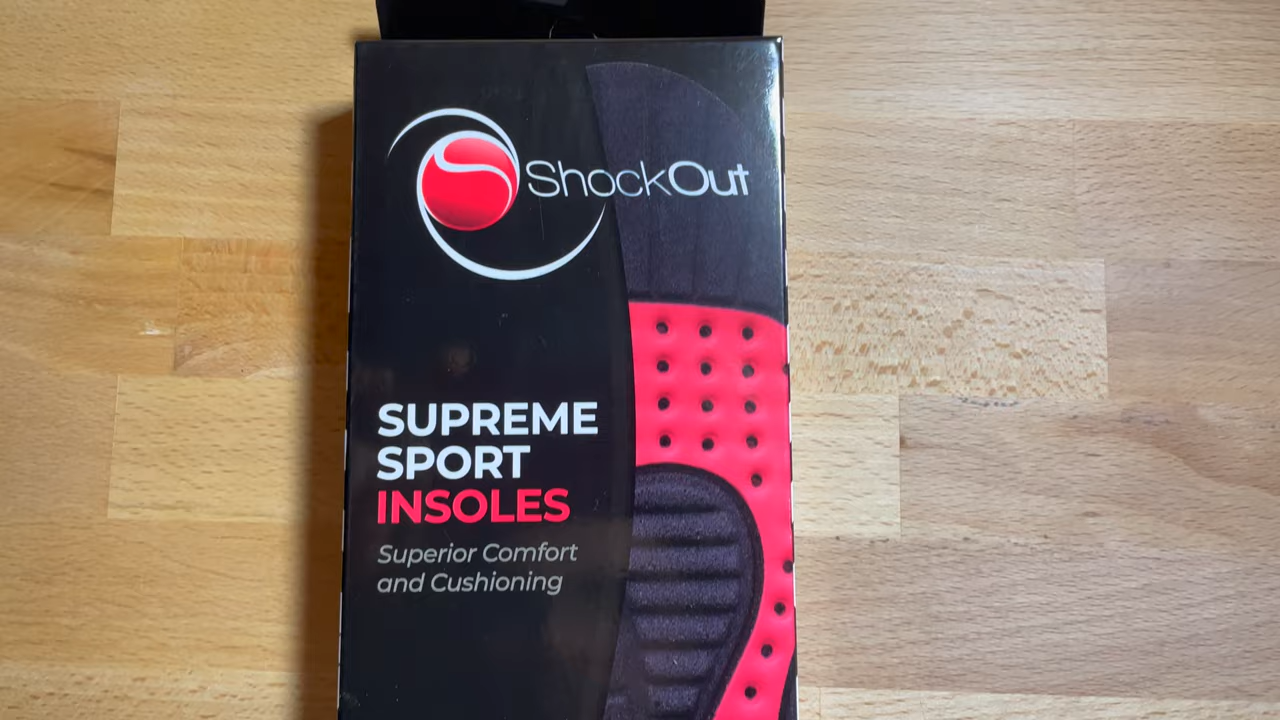 ShockOut
SUPREME
SPORT
INSOLES
Superior Comfort
and Cushioning